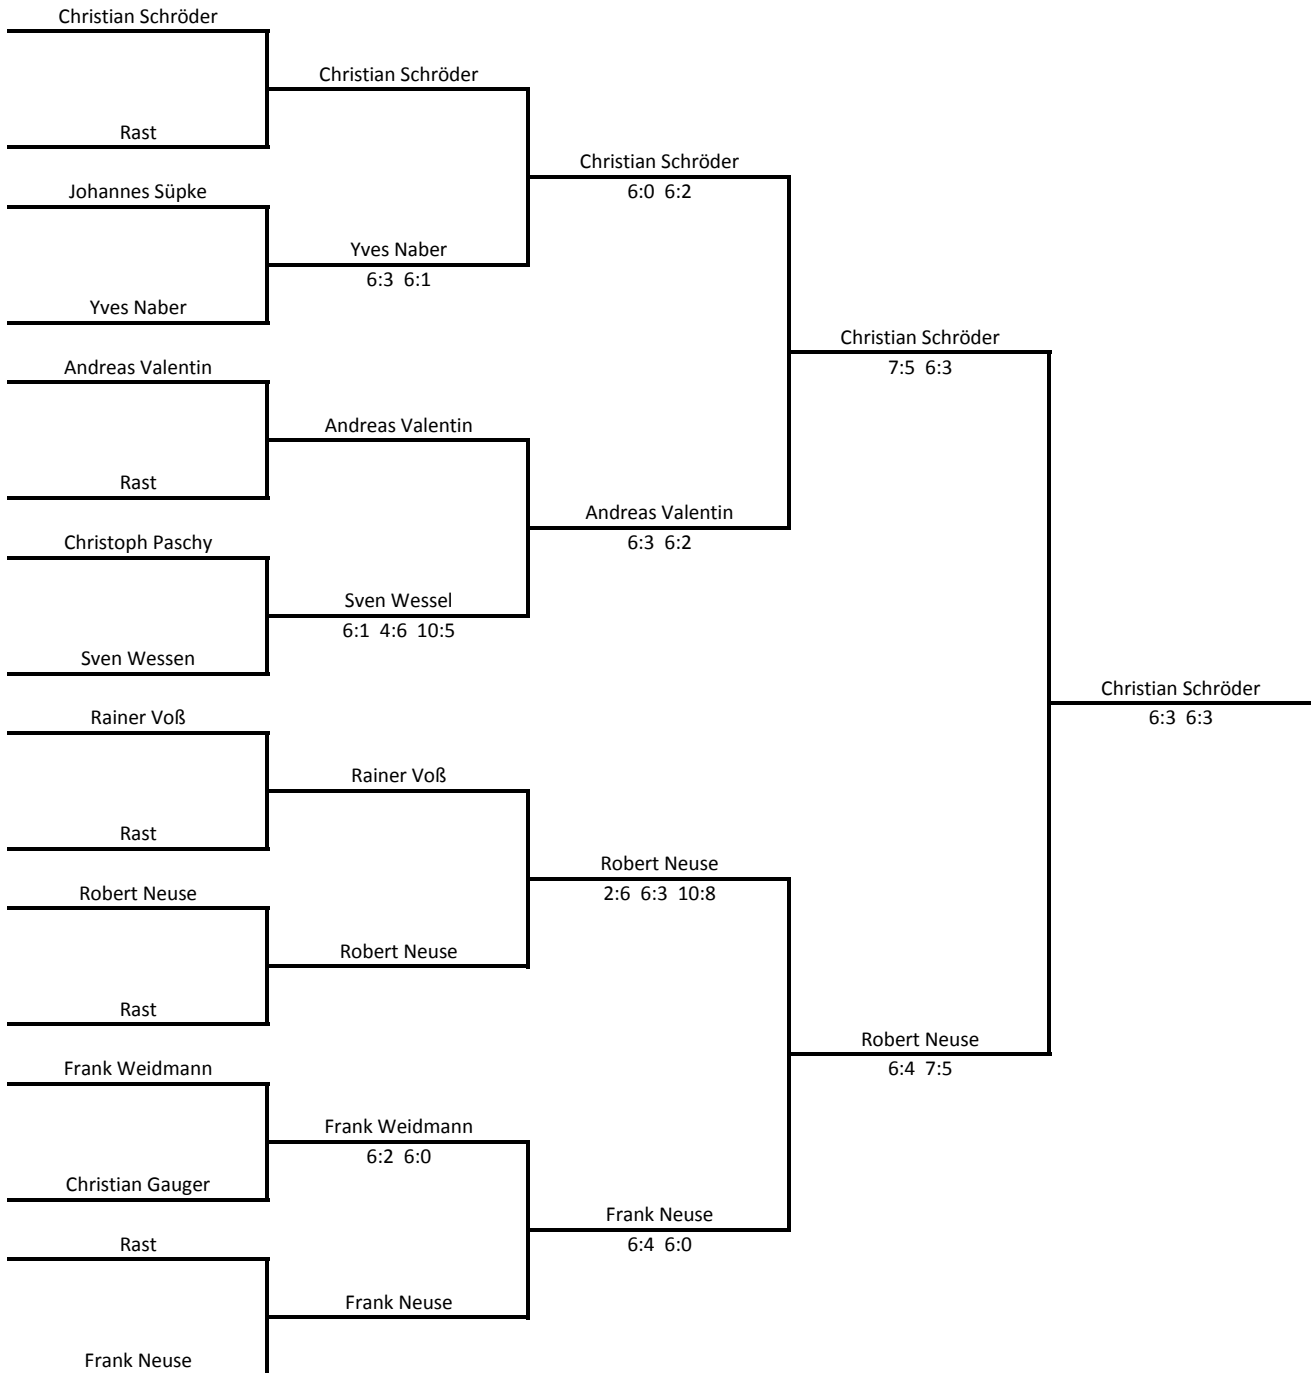 Christian Schröder
Christian Schröder
Rast
Christian Schröder
Johannes Süpke
6:0 6:2
Yves Naber
6:3 6:1
Yves Naber
Christian Schröder
Andreas Valentin
7:5 6:3
Andreas Valentin
Rast
Andreas Valentin
Christoph Paschy
6:3 6:2
Sven Wessel
6:1 4:6 10:5
Sven Wessen
Christian Schröder
Rainer Voß
6:3 6:3
Rainer Voß
Rast
Robert Neuse
Robert Neuse
2:6 6:3 10:8
Robert Neuse
Rast
Robert Neuse
Frank Weidmann
6:4 7:5
Frank Weidmann
6:2 6:0
Christian Gauger
Frank Neuse
Rast
6:4 6:0
Frank Neuse
Frank Neuse